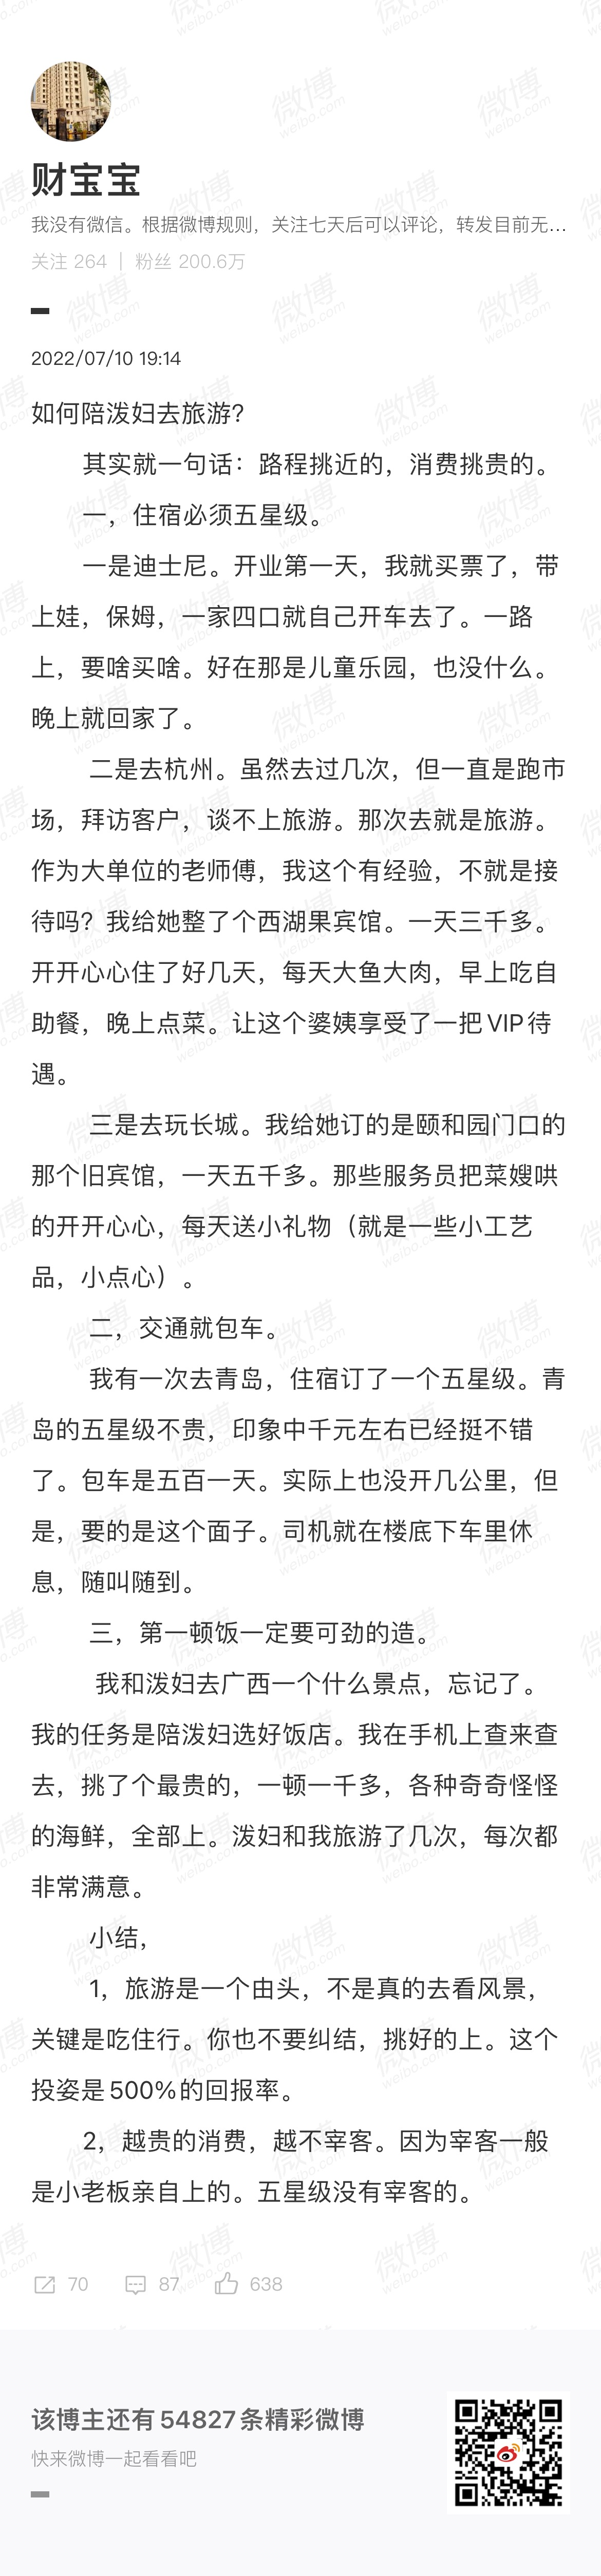 财宝宝
我没有微信。根据微博规则，关注七天后可以评论，转发目前无...
关注 264 | 粉丝 200.6万
2022/07/10 19:14
如何陪泼妇去旅游?
其实就一句话：路程挑近的，消费挑贵的。
一，住宿必须五星级。
一是迪士尼。开业第一天，我就买票了，带
上娃，保姆，一家四口就自己开车去了。一路
上，要啥买啥。好在那是儿童乐园，也没什么。
晚上就回家了。
二是去杭州。虽然去过几次，但一直是跑市
场，拜访客户，谈不上旅游。那次去就是旅游。
作为大单位的老师傅，我这个有经验，不就是接
待吗？我给她整了个西湖果宾馆。一天三千多。
开开心心住了好几天，每天大鱼大肉，早上吃自
助餐，晚上点菜。让这个婆姨享受了一把VIP待
遇。
三是去玩长城。我给她订的是颐和园门口的
那个旧宾馆，一天五千多。那些服务员把菜嫂哄
的开开心心，每天送小礼物（就是一些小工艺
品，小点心）。
二，交通就包车。
我有一次去青岛，住宿订了一个五星级。青
岛的五星级不贵，印象中千元左右已经挺不错
了。包车是五百一天。实际上也没开几公里，但
是，要的是这个面子。司机就在楼底下车里休
息，随叫随到。
三，第一顿饭一定要可劲的造。
我和泼妇去广西一个什么景点，忘记了。
我的任务是陪泼妇选好饭店。我在手机上查来查
去，挑了个最贵的，一顿一千多，各种奇奇怪怪
的海鲜，全部上。泼妇和我旅游了几次，每次都
非常满意。
小结，
1，旅游是一个由头，不是真的去看风景，
关键是吃住行。你也不要纠结，挑好的上。这个
投姿是500%的回报率。
2，越贵的消费，越不宰客。因为宰客一般
是小老板亲自上的。五星级没有宰客的。
70 87 638
该博主还有54827条精彩微博
快来微博一起看看吧
微博
weibo.com